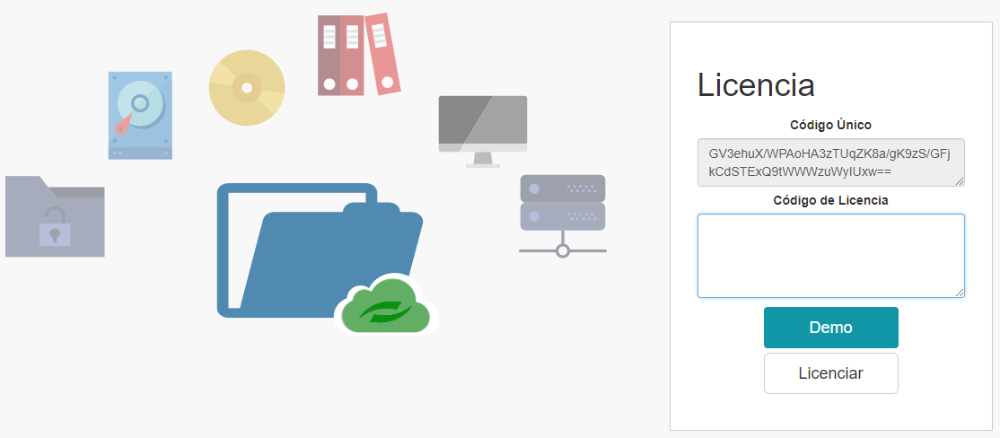 Licencia
Código Único
GV3ehuX/WPAoHA3zTUqZK8a/gK9zS/GFj
kCdSTExQ9tWWWzuWyIUxw==
Código de Licencia
Demo
Licenciar